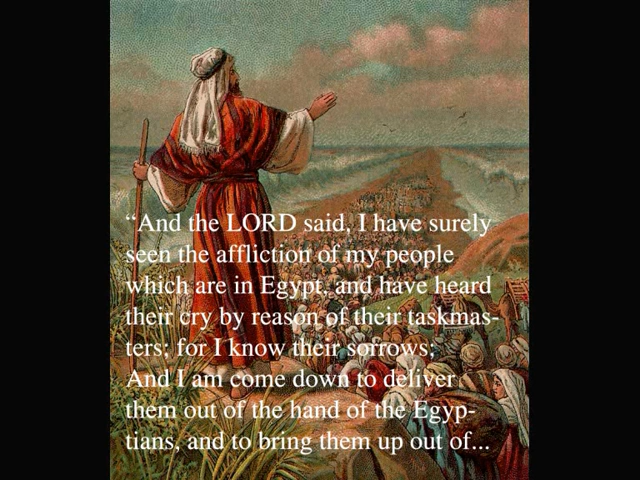 “And the LORD said, I have surely
seen the affliction of my people
which are in Egypt, and have heard
their cry by reason of their taskmas-
ters; for I know their sorrows;
And I am come down to deliver
them out of the hand of the Egyp-
tians, and to bring them up out of...